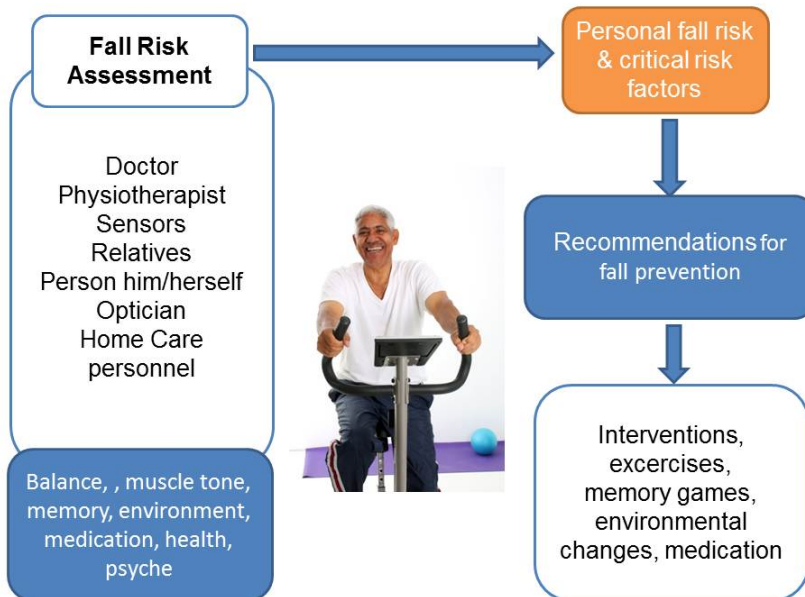 Fall Risk
Assessment
Doctor
Physiotherapist
Sensors
Relatives
Person him/herself
Optician
Home Care
personnel
Balance, , muscle tone,
memory, environment,
medication, health,
psyche
Personal fall risk
& critical risk
factors
Recommendations for
fall prevention
Interventions,
excercises,
memory games,
environmental
changes, medication